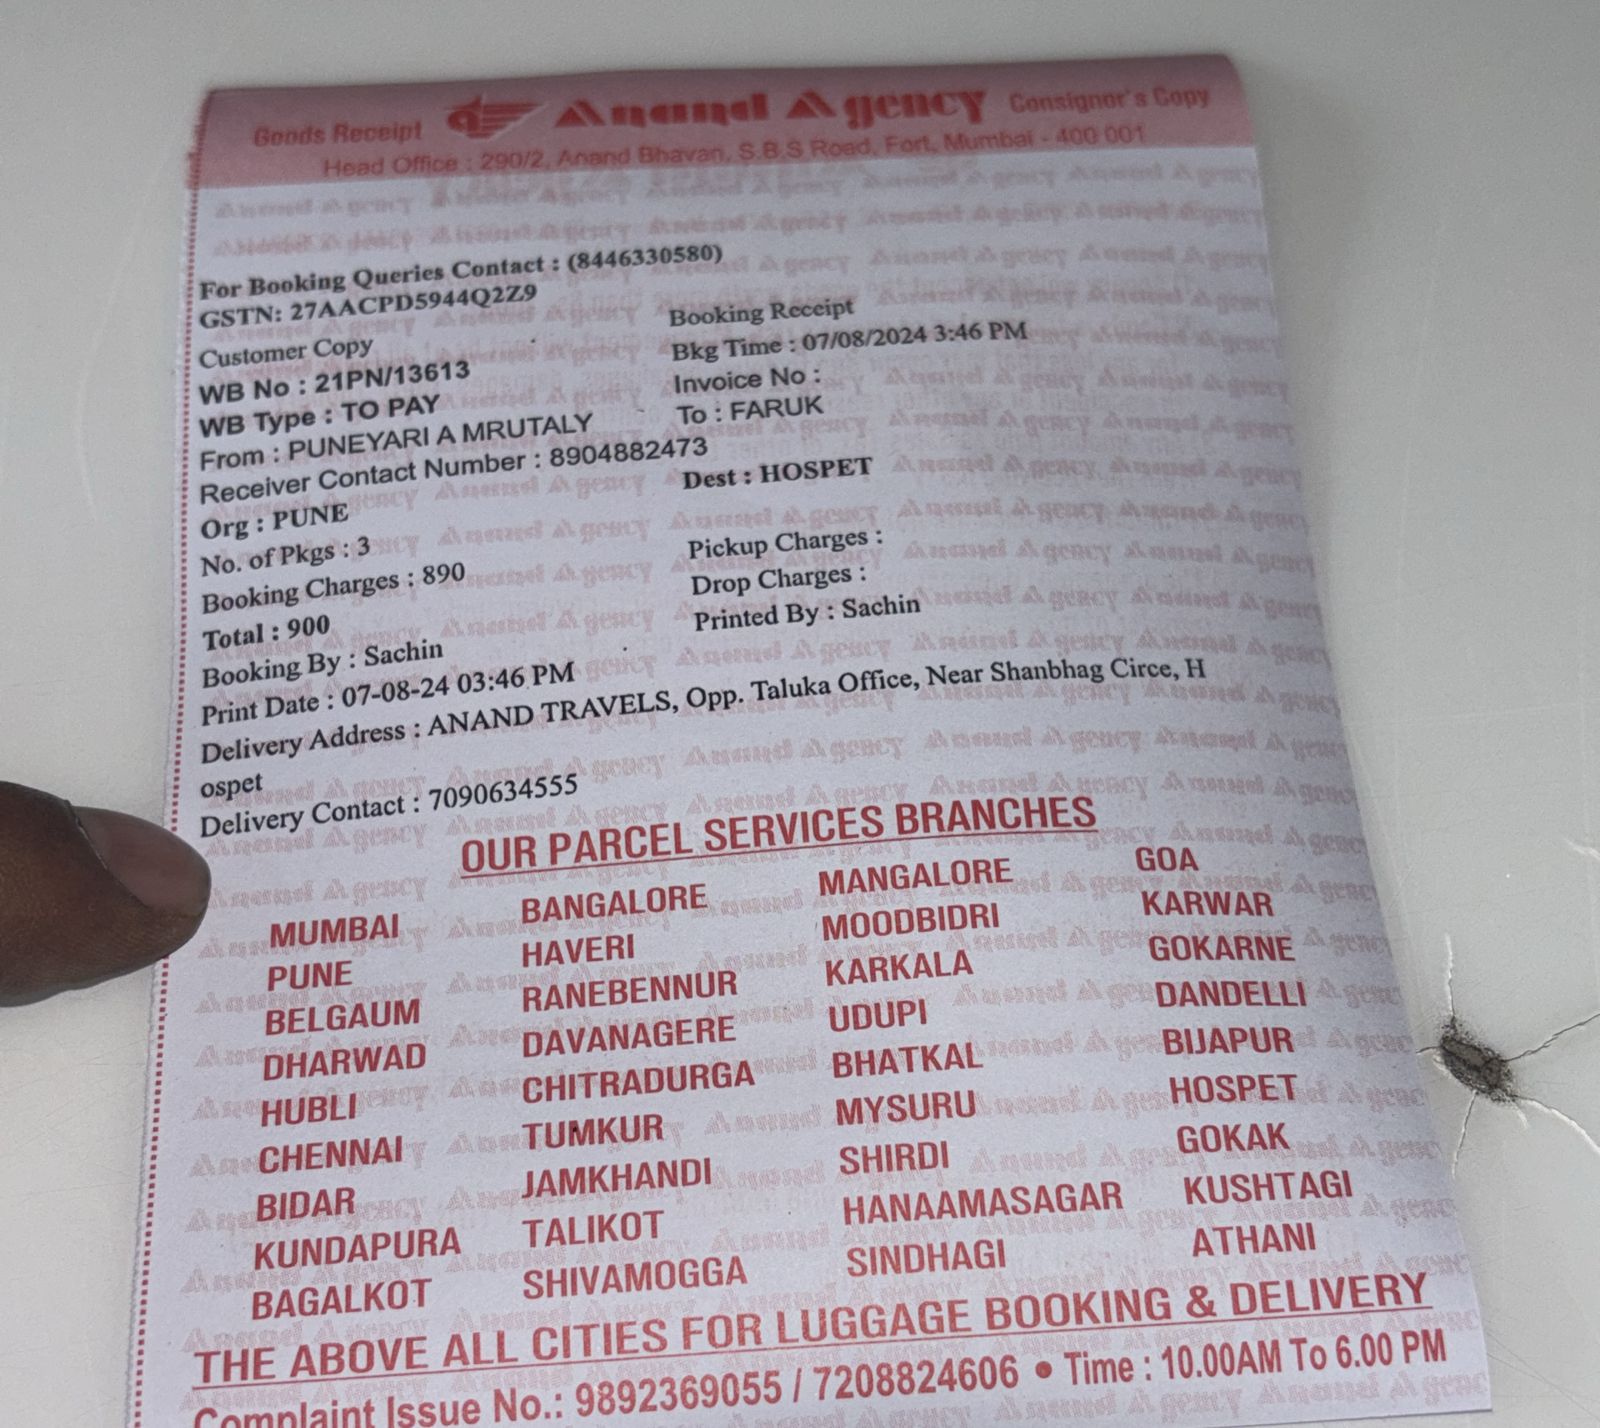 Goods Receipt Anand Agency Consignor's Copy
Head Office : 290/2, Anand Bhavan, S.B.S Road, Fort, Mumbai - 400 001
For Booking Queries Contact : (8446330580)
GSTN: 27AACPD5944Q2Z9
Customer Copy Booking Receipt
WB No : 21PN/13613 Bkg Time : 07/08/2024 3:46 PM
WB Type : TO PAY Invoice No :
From : PUNEYARI A MRUTALY To : FARUK
Receiver Contact Number : 8904882473
Org : PUNE Dest : HOSPET
No. of Pkgs : 3
Booking Charges : 890 Pickup Charges :
Total : 900 Drop Charges :
Booking By : Sachin Printed By : Sachin
Print Date : 07-08-24 03:46 PM
Delivery Address : ANAND TRAVELS, Opp. Taluka Office, Near Shanbhag Circe, H
ospet
Delivery Contact : 7090634555
OUR PARCEL SERVICES BRANCHES
MUMBAI BANGALORE MANGALORE GOA
PUNE HAVERI MOODBIDRI KARWAR
BELGAUM RANEBENNUR KARKALA GOKARNE
DHARWAD DAVANAGERE UDUPI DANDELLI
HUBLI CHITRADURGA BHATKAL BIJAPUR
CHENNAI TUMKUR MYSURU HOSPET
BIDAR JAMKHANDI SHIRDI GOKAK
KUNDAPURA TALIKOT HANAAMASAGAR KUSHTAGI
BAGALKOT SHIVAMOGGA SINDHAGI ATHANI
THE ABOVE ALL CITIES FOR LUGGAGE BOOKING & DELIVERY
Complaint Issue No.: 9892369055 / 7208824606 • Time : 10.00AM To 6.00 PM